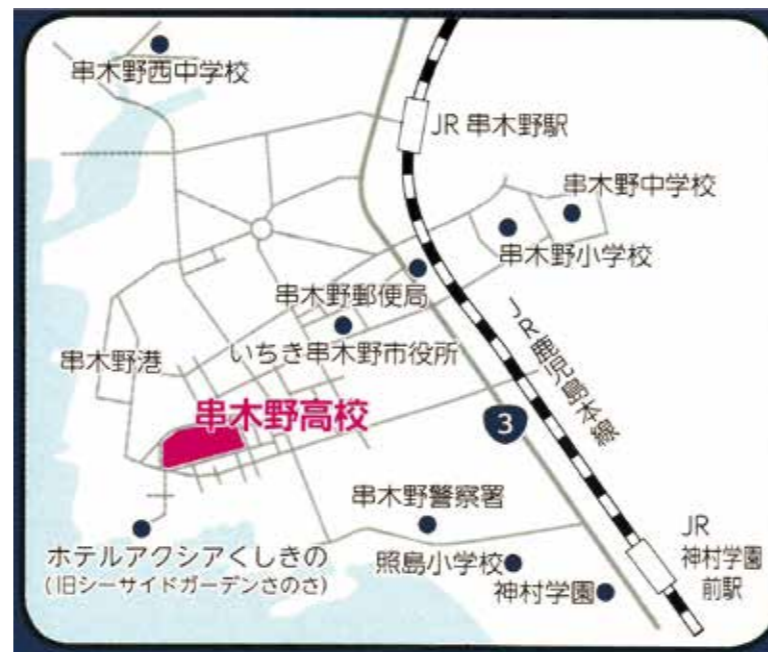 串木野西中学校
JR 串木野駅
串木野中学校
串木野小学校
串木野郵便局
いちき串木野市役所
串木野港
JR鹿児島本線
串木野高校
3
串木野警察署
ホテルアクシアくしきの
(旧シーサイドガーデンさのさ)
照島小学校
神村学園
JR
神村学園
前駅